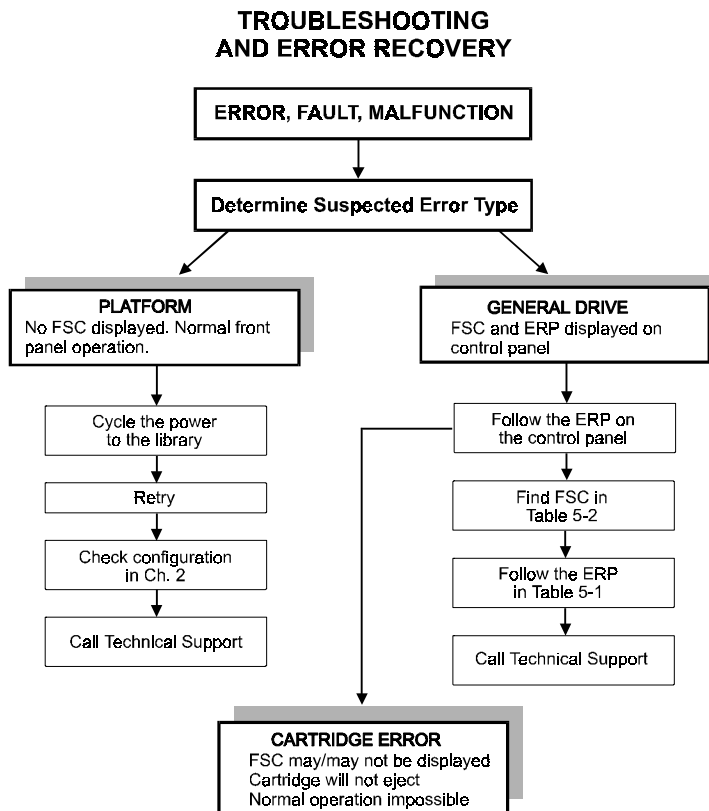 TROUBLESHOOTING
AND ERROR RECOVERY
ERROR, FAULT, MALFUNCTION
Determine Suspected Error Type
PLATFORM
No FSC displayed. Normal front
panel operation.
Cycle the power
to the library
Retry
Check configuration
in Ch. 2
Call Technical Support
GENERAL DRIVE
FSC and ERP displayed on
control panel
Follow the ERP on
the control panel
Find FSC in
Table 5-2
Follow the ERP
in Table 5-1
Call Technical Support
CARTRIDGE ERROR
FSC may/may not be displayed
Cartridge will not eject
Normal operation impossible